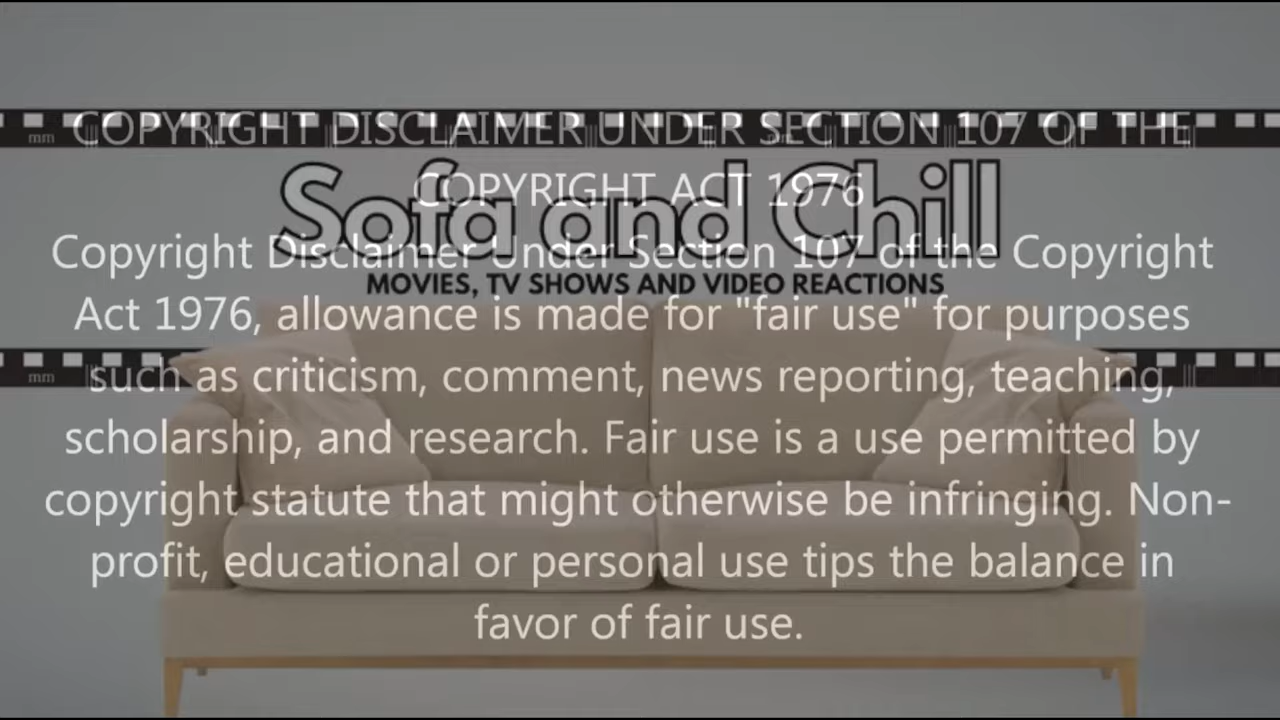 mm
COPYRIGHT DISCLAIMER UNDER SECTION 107 OF THE
COPYRIGHT ACT 1976
Sofa and Chill
Copyright Disclaimer Under Section 107 of the Copyright
MOVIES, TV SHOWS AND VIDEO REACTIONS
Act 1976, allowance is made for "fair use" for purposes
mm
such as criticism, comment, news reporting, teaching,
scholarship, and research. Fair use is a use permitted by
copyright statute that might otherwise be infringing. Non-
profit, educational or personal use tips the balance in
favor of fair use.